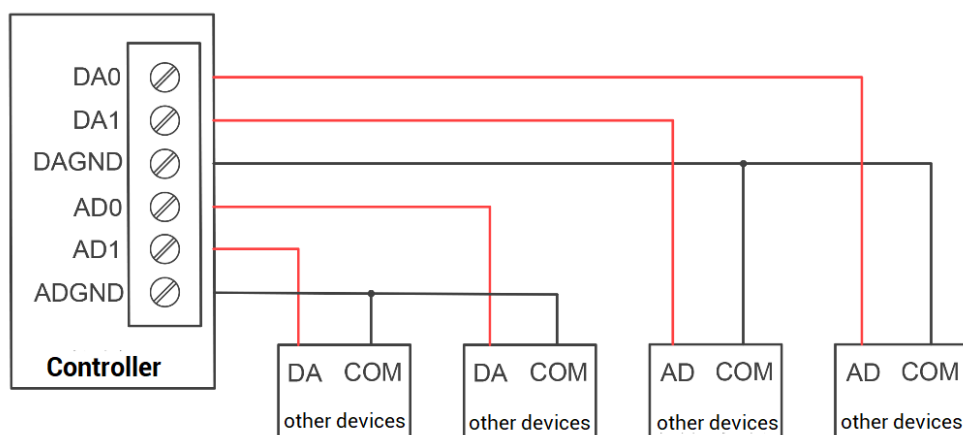 DA0
DA1
DAGND
AD0
AD1
ADGND
Controller
DA COM
other devices
DA COM
other devices
AD COM
other devices
AD COM
other devices